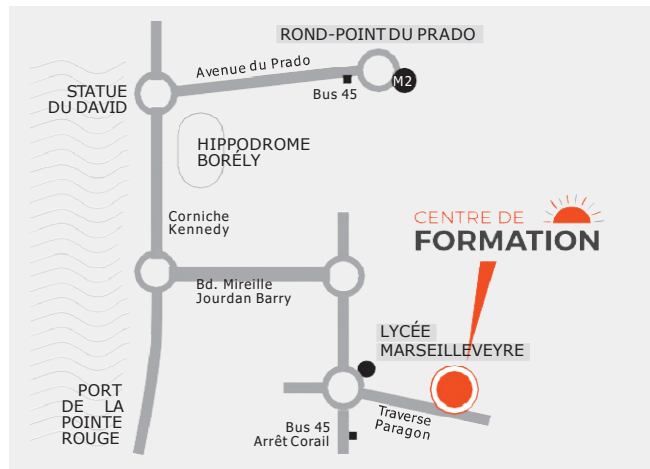 ROND-POINT DU PRADO
Avenue du Prado
M2
Bus 45
STATUE
DU DAVID
HIPPODROME
BORÉLY
Corniche
Kennedy
CENTRE DE
FORMATION
Bd. Mireille
Jourdan Barry
LYCÉE
MARSEILLEVEYRE
PORT
DE LA
POINTE
ROUGE
Traverse
Paragon
Bus 45
Arrêt Corail